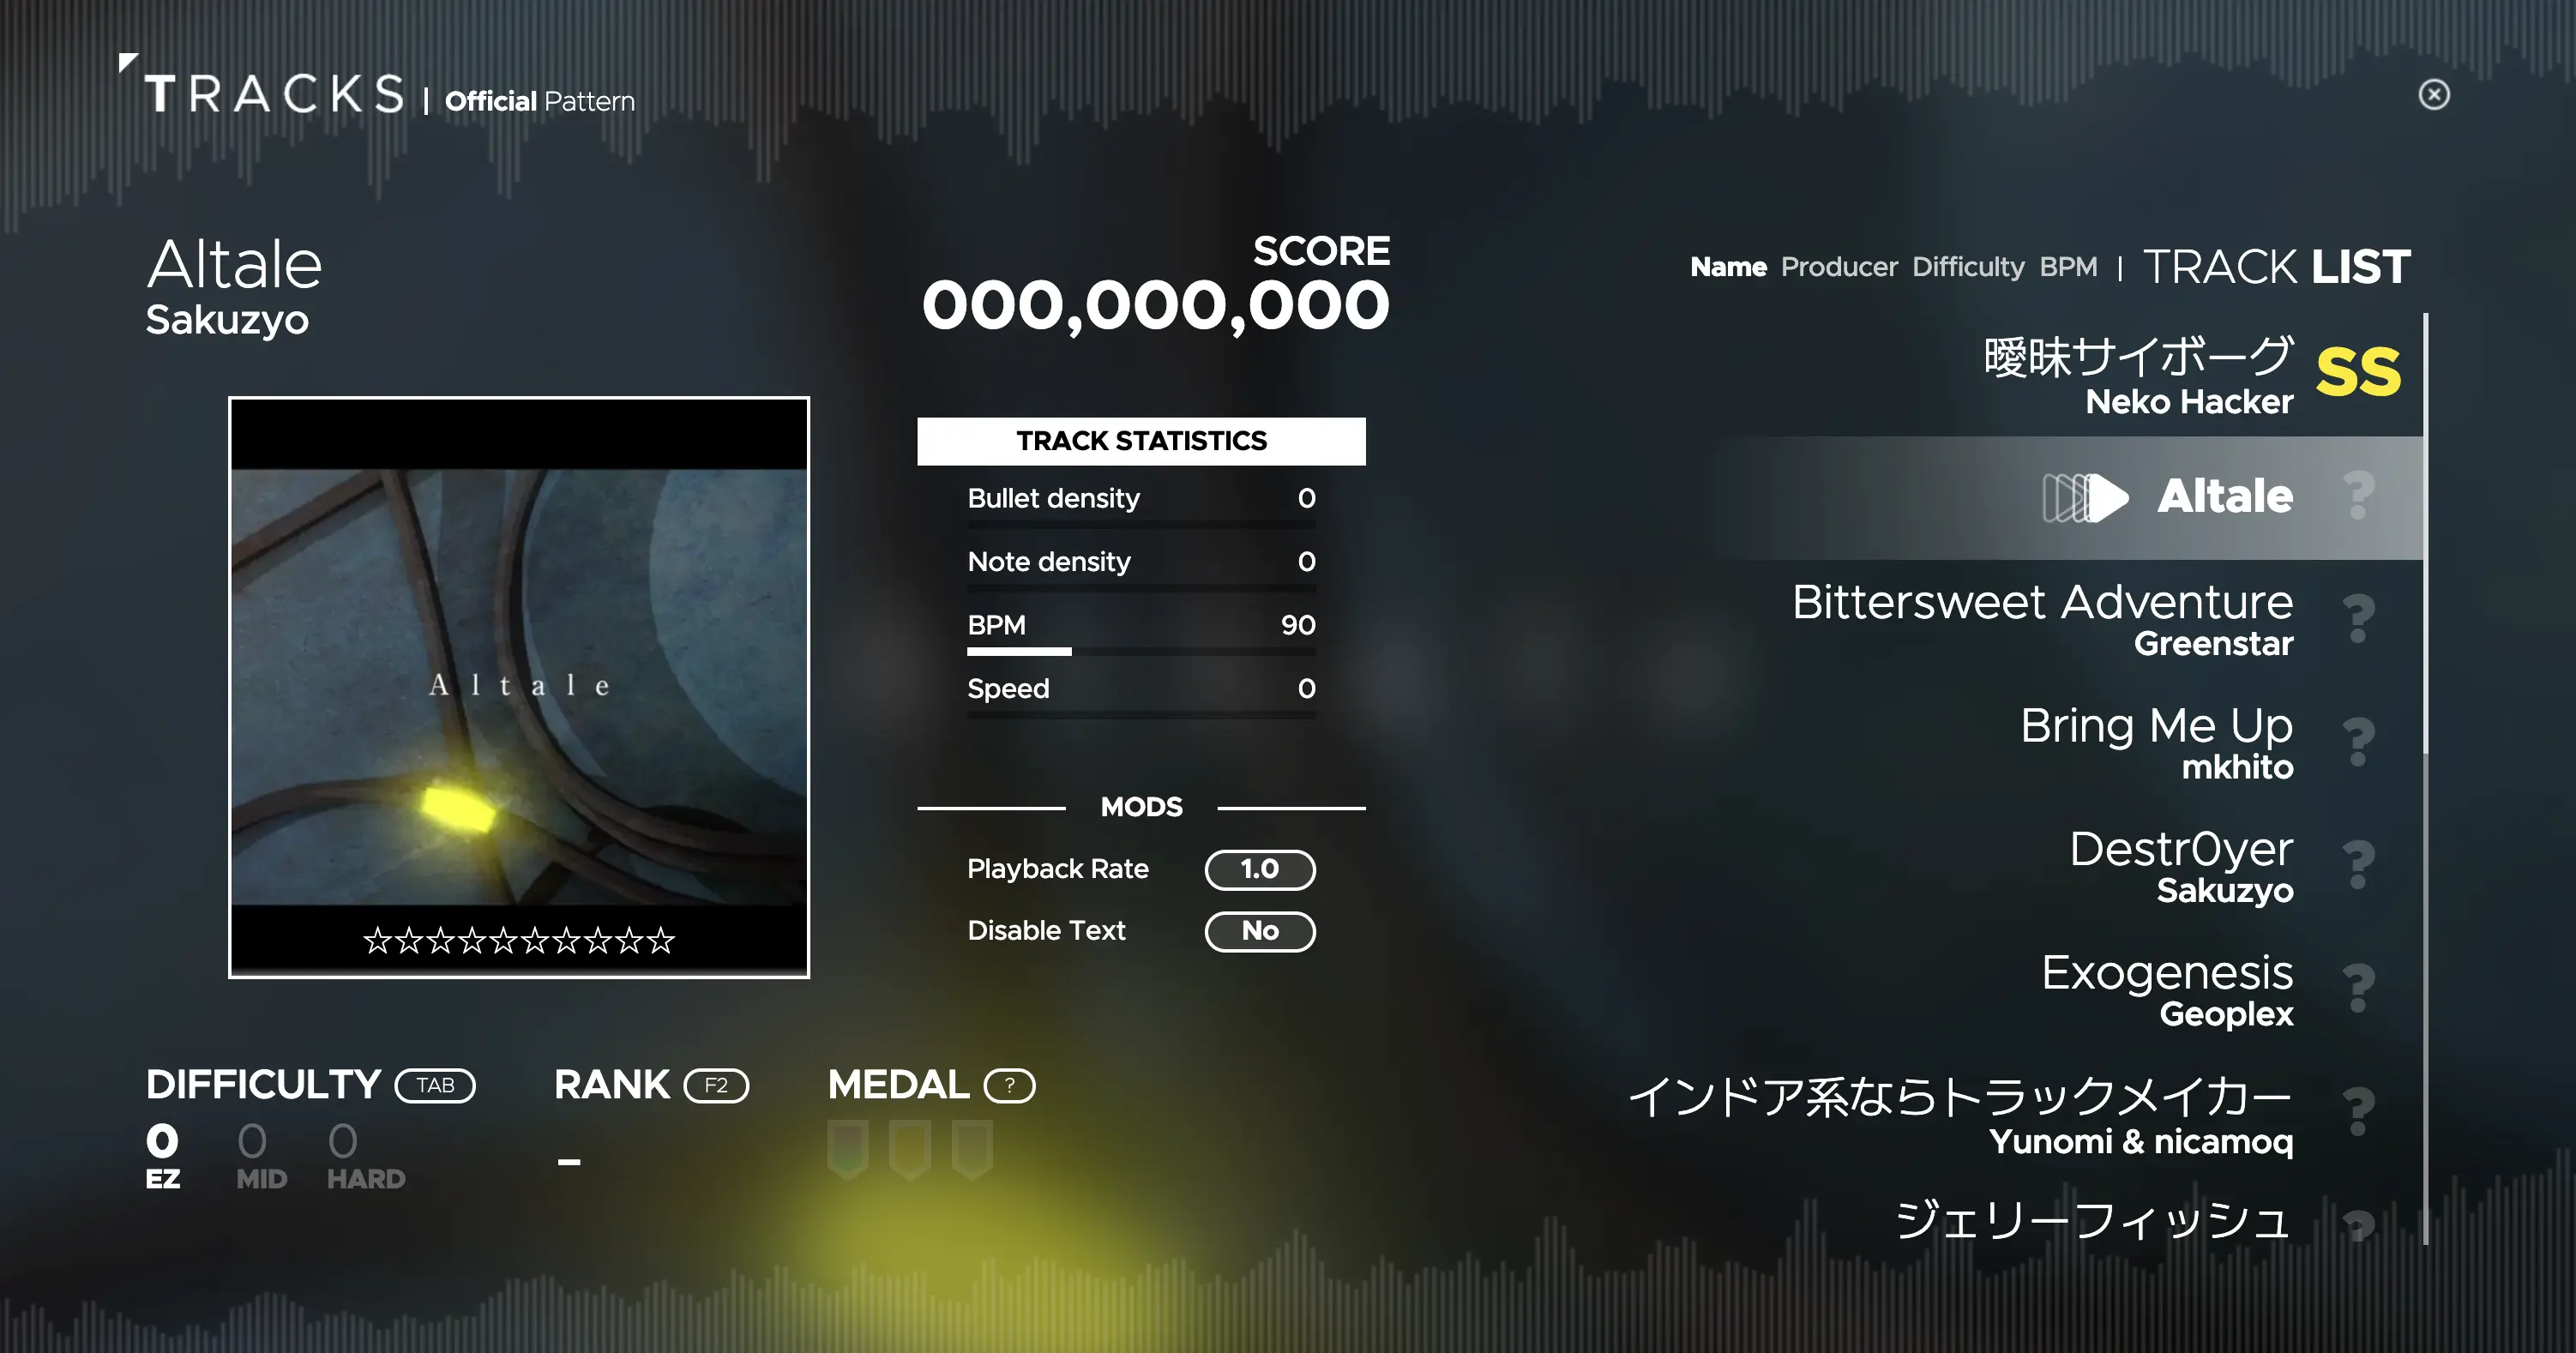 TRACKS | Official Pattern
Altale
Sakuzyo
Altale
☆☆☆☆☆☆☆☆☆☆
SCORE
000,000,000
TRACK STATISTICS
Bullet density 0
Note density 0
BPM 90
Speed 0
MODS
Playback Rate 1.0
Disable Text No
DIFFICULTY TAB
0 0 0
EZ MID HARD
RANK F2
-
MEDAL ?
Name Producer Difficulty BPM | TRACK LIST
曖昧サイボーグ SS
Neko Hacker
Altale ?
Bittersweet Adventure ?
Greenstar
Bring Me Up ?
mkhito
Destr0yer ?
Sakuzyo
Exogenesis ?
Geoplex
インドア系ならトラックメイカー ?
Yunomi & nicamoq
ジェリーフィッシュ ?